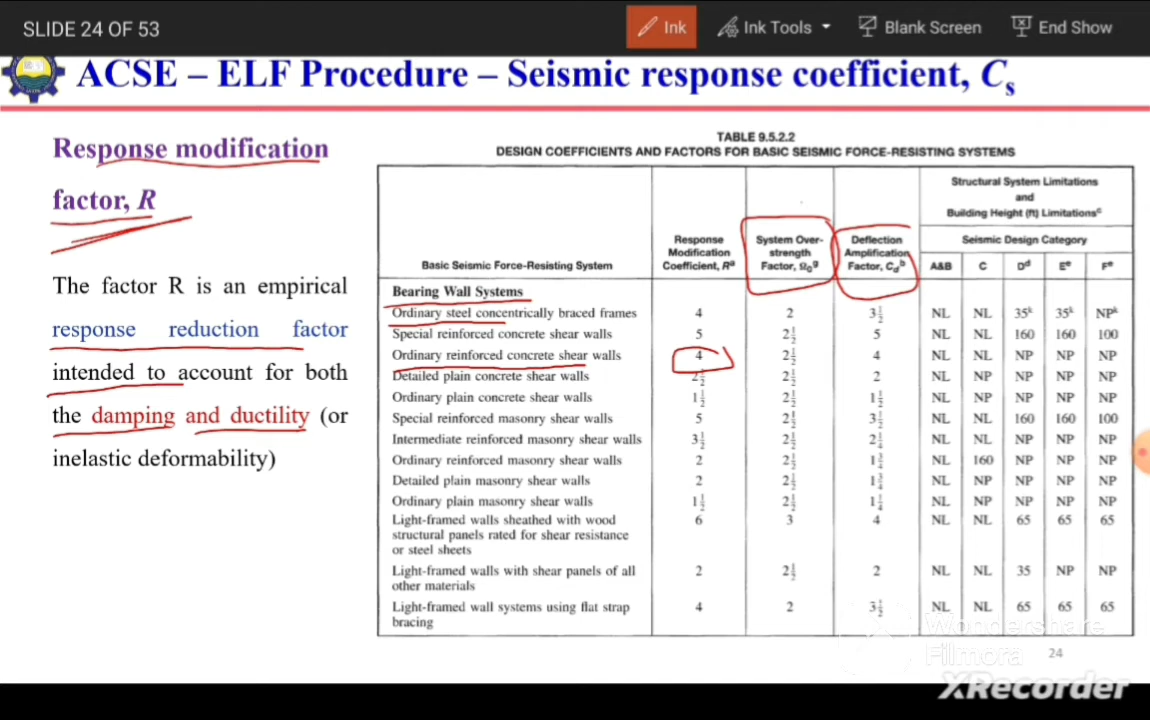 SLIDE 24 OF 53
Ink
Ink Tools
Blank Screen
End Show
ACSE – ELF Procedure – Seismic response coefficient, Cs
Response modification
factor, R
The factor R is an empirical
response reduction factor
intended to account for both
the damping and ductility (or
inelastic deformability)
TABLE 9.5.2.2
DESIGN COEFFICIENTS AND FACTORS FOR BASIC SEISMIC FORCE-RESISTING SYSTEMS
Structural System Limitations
and
Building Height (ft) Limitationsᶜ
Response System Over- Deflection Seismic Design Category
Modification strength Amplification
Basic Seismic Force-Resisting System Coefficient, Rᵃ Factor, Ω₀ᵍ Factor, C_dᵇ A&B C Dᵈ Eᵉ Fᵉ
Bearing Wall Systems
Ordinary steel concentrically braced frames 4 2 3½ NL NL 35ᵏ 35ᵏ NPᵏ
Special reinforced concrete shear walls 5 2½ 5 NL NL 160 160 100
Ordinary reinforced concrete shear walls 4 2½ 4 NL NL NP NP NP
Detailed plain concrete shear walls 2½ 2½ 2 NL NP NP NP NP
Ordinary plain concrete shear walls 1½ 2½ 1½ NL NP NP NP NP
Special reinforced masonry shear walls 5 2½ 3½ NL NL 160 160 100
Intermediate reinforced masonry shear walls 3½ 2½ 2¼ NL NL NP NP NP
Ordinary reinforced masonry shear walls 2 2½ 1¾ NL 160 NP NP NP
Detailed plain masonry shear walls 2 2½ 1¾ NL NP NP NP NP
Ordinary plain masonry shear walls 1½ 2½ 1¼ NL NP NP NP NP
Light-framed walls sheathed with wood 6 3 4 NL NL 65 65 65
structural panels rated for shear resistance
or steel sheets
Light-framed walls with shear panels of all 2 2½ 2 NL NL 35 NP NP
other materials
Light-framed wall systems using flat strap 4 2 3½ NL NL 65 65 65
bracing
Wondershare
Filmora
24
XRecorder